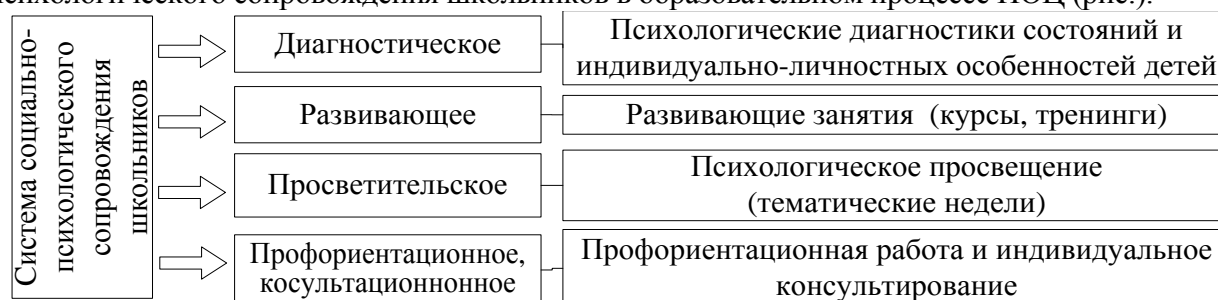 психологического сопровождения школьников в образовательном процессе НОЦ (рис.).
Система социально-
психологического
сопровождения
школьников
Диагностическое
Психологические диагностики состояний и
индивидуально-личностных особенностей детей
Развивающее
Развивающие занятия (курсы, тренинги)
Просветительское
Психологическое просвещение
(тематические недели)
Профориентационное,
косультационнонное
Профориентационная работа и индивидуальное
консультирование